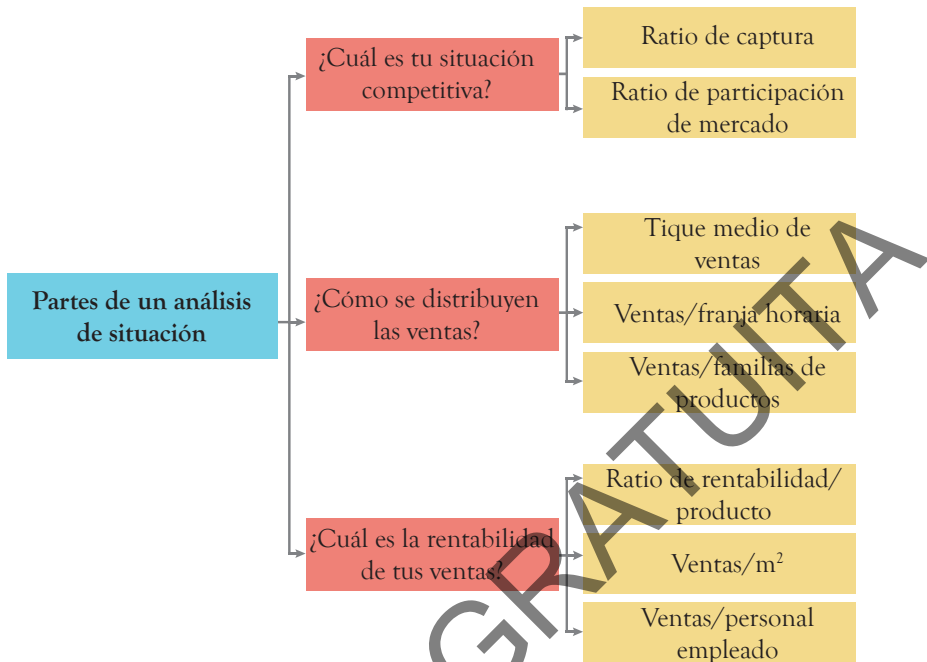 ¿Cuál es tu situación
competitiva?
Ratio de captura
Ratio de participación
de mercado
Partes de un análisis
de situación
¿Cómo se distribuyen
las ventas?
Tique medio de
ventas
Ventas/franja horaria
Ventas/familias de
productos
¿Cuál es la rentabilidad
de tus ventas?
Ratio de rentabilidad/
producto
Ventas/m²
Ventas/personal
empleado
GRATUITA